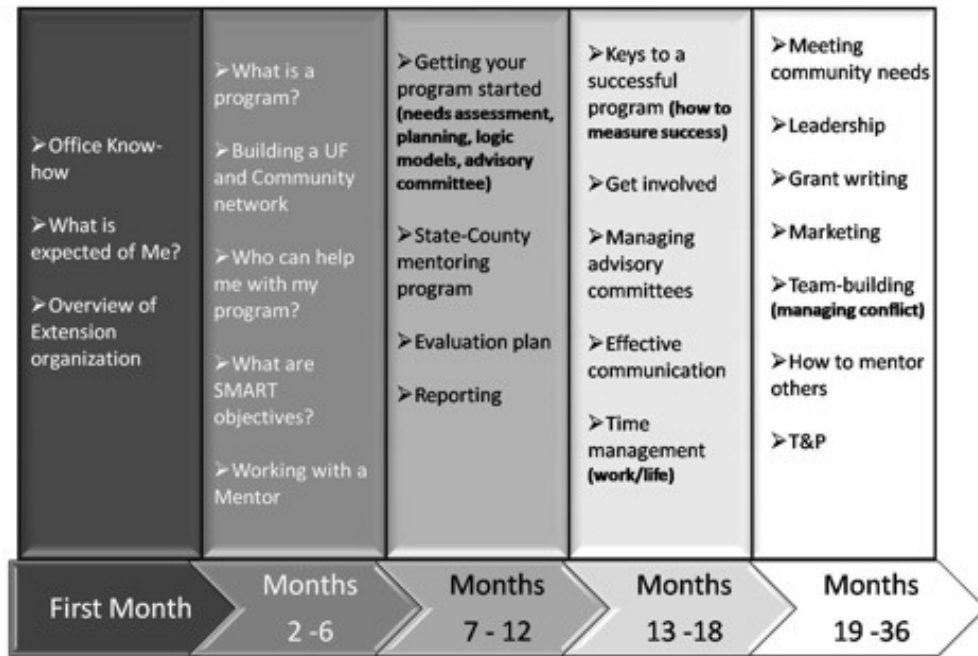 ➢Office Know-
how
➢What is
expected of Me?
➢Overview of
Extension
organization
➢What is a
program?
➢Building a UF
and Community
network
➢Who can help
me with my
program?
➢What are
SMART
objectives?
➢Working with a
Mentor
➢Getting your
program started
(needs assessment,
planning, logic
models, advisory
committee)
➢State-County
mentoring
program
➢Evaluation plan
➢Reporting
➢Keys to a
successful
program (how to
measure success)
➢Get involved
➢Managing
advisory
committees
➢Effective
communication
➢Time
management
(work/life)
➢Meeting
community needs
➢Leadership
➢Grant writing
➢Marketing
➢Team-building
(managing conflict)
➢How to mentor
others
➢T&P
First Month
Months
2 -6
Months
7 - 12
Months
13 -18
Months
19 -36